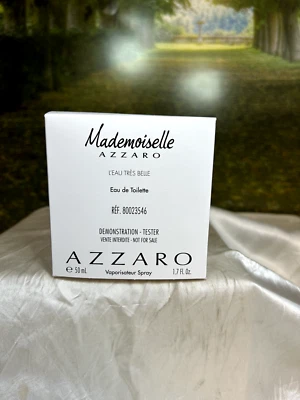 Mademoiselle
AZZARO
L'EAU TRÈS BELLE
Eau de Toilette
RÉF. 80023546
DEMONSTRATION - TESTER
VENTE INTERDITE - NOT FOR SALE
AZZARO
℮ 50 mL Vaporisateur Spray 1.7 Fl. Oz.